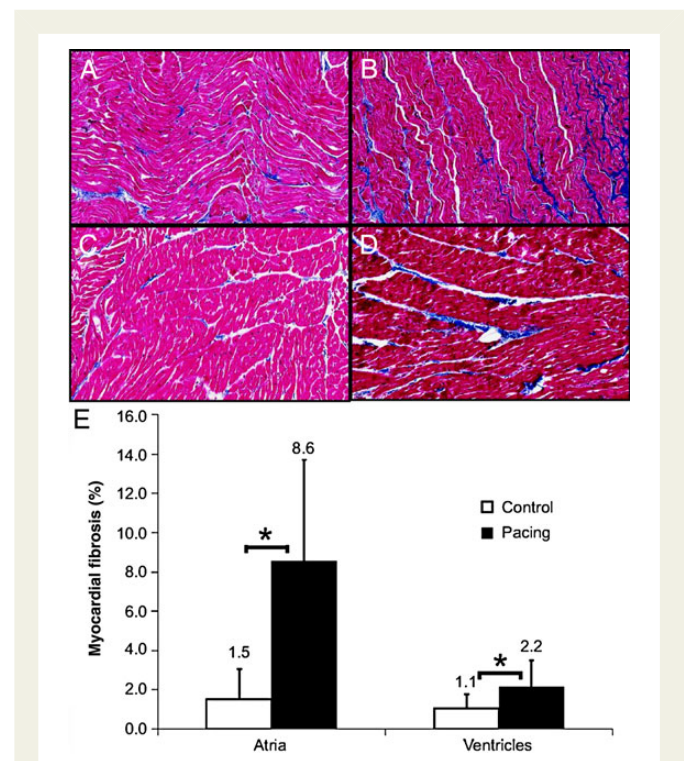 A
B
C
D
E
16.0
14.0
12.0
10.0
8.0
6.0
4.0
2.0
0.0
Myocardial fibrosis (%)
1.5
*
8.6
1.1
*
2.2
Control
Pacing
Atria
Ventricles